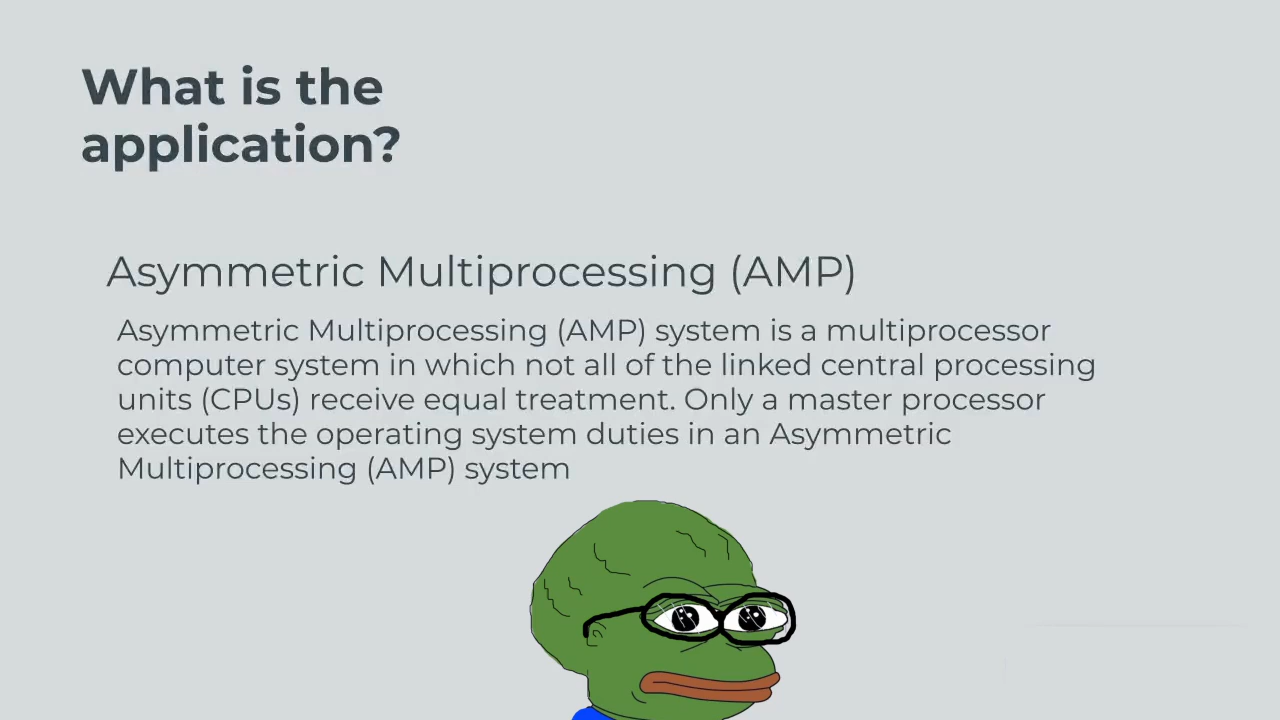 What is the
application?
Asymmetric Multiprocessing (AMP)
Asymmetric Multiprocessing (AMP) system is a multiprocessor
computer system in which not all of the linked central processing
units (CPUs) receive equal treatment. Only a master processor
executes the operating system duties in an Asymmetric
Multiprocessing (AMP) system